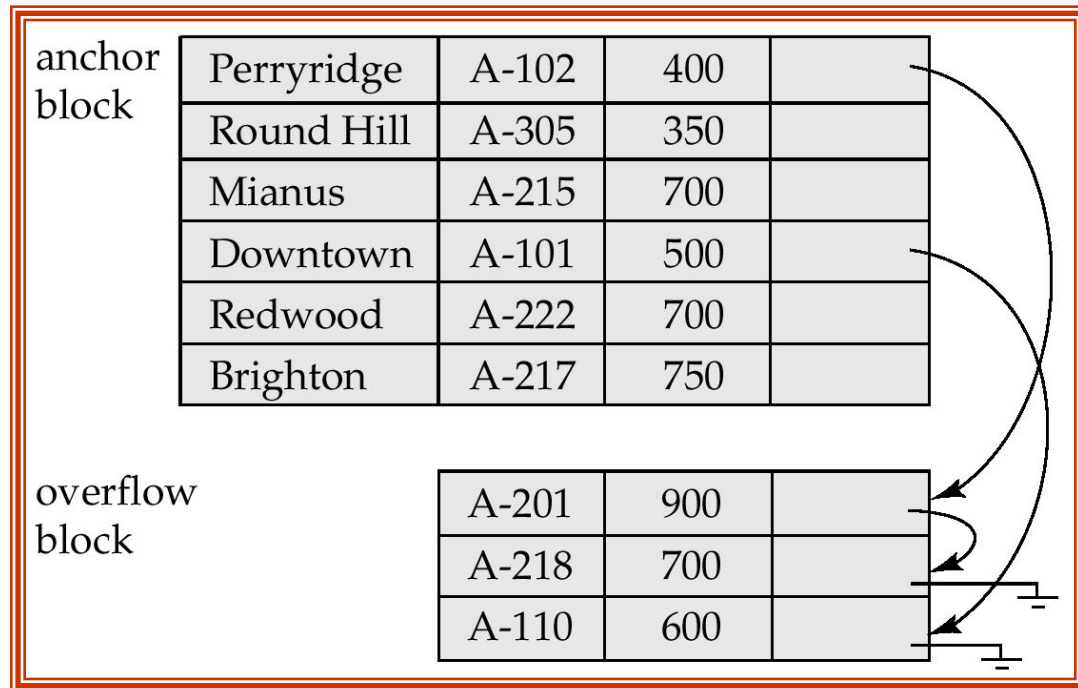 anchor
block
Perryridge A-102 400
Round Hill A-305 350
Mianus A-215 700
Downtown A-101 500
Redwood A-222 700
Brighton A-217 750
overflow
block
A-201 900
A-218 700
A-110 600